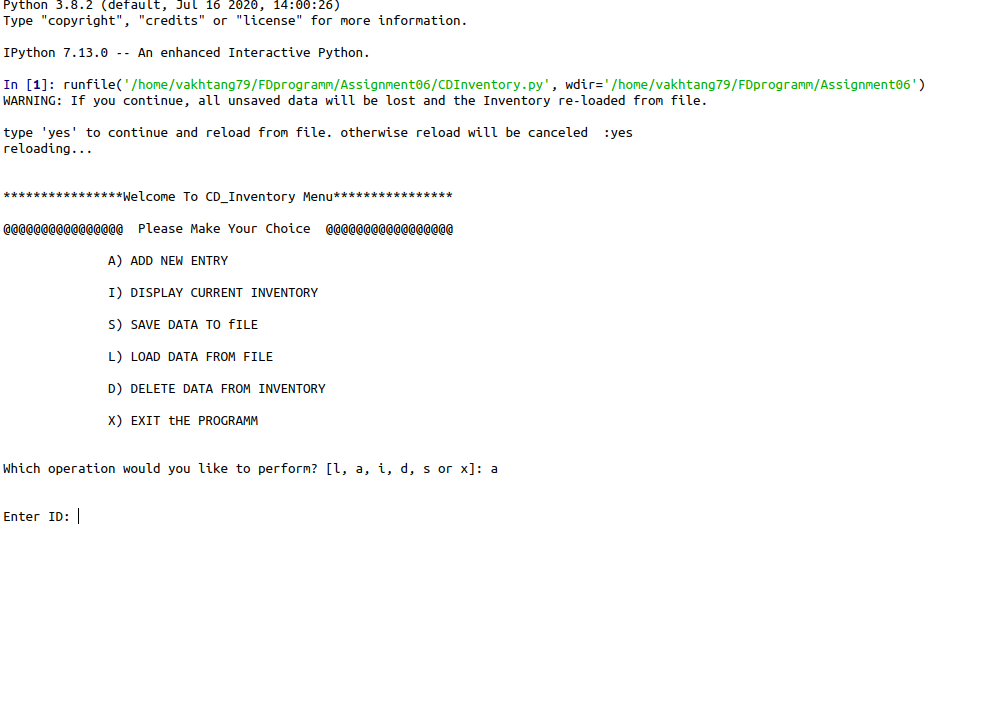 Python 3.8.2 (default, Jul 16 2020, 14:00:26)
Type "copyright", "credits" or "license" for more information.
IPython 7.13.0 -- An enhanced Interactive Python.
In [1]: runfile('/home/vakhtang79/FDprogramm/Assignment06/CDInventory.py', wdir='/home/vakhtang79/FDprogramm/Assignment06')
WARNING: If you continue, all unsaved data will be lost and the Inventory re-loaded from file.
type 'yes' to continue and reload from file. otherwise reload will be canceled  :yes
reloading...
****************Welcome To CD_Inventory Menu****************
@@@@@@@@@@@@@@@@  Please Make Your Choice  @@@@@@@@@@@@@@@@@
A) ADD NEW ENTRY
I) DISPLAY CURRENT INVENTORY
S) SAVE DATA TO fILE
L) LOAD DATA FROM FILE
D) DELETE DATA FROM INVENTORY
X) EXIT tHE PROGRAMM
Which operation would you like to perform? [l, a, i, d, s or x]: a
Enter ID: